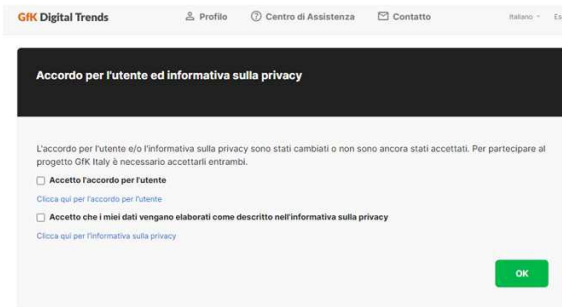 GfK Digital Trends
Profilo
Centro di Assistenza
Contatto
Italiano
Es
Accordo per l'utente ed informativa sulla privacy
L'accordo per l'utente e/o l'informativa sulla privacy sono stati cambiati o non sono ancora stati accettati. Per partecipare al
progetto GfK Italy è necessario accettarli entrambi.
Accetto l'accordo per l'utente
Clicca qui per l'accordo per l'utente
Accetto che i miei dati vengano elaborati come descritto nell'informativa sulla privacy
Clicca qui per l'informativa sulla privacy
OK